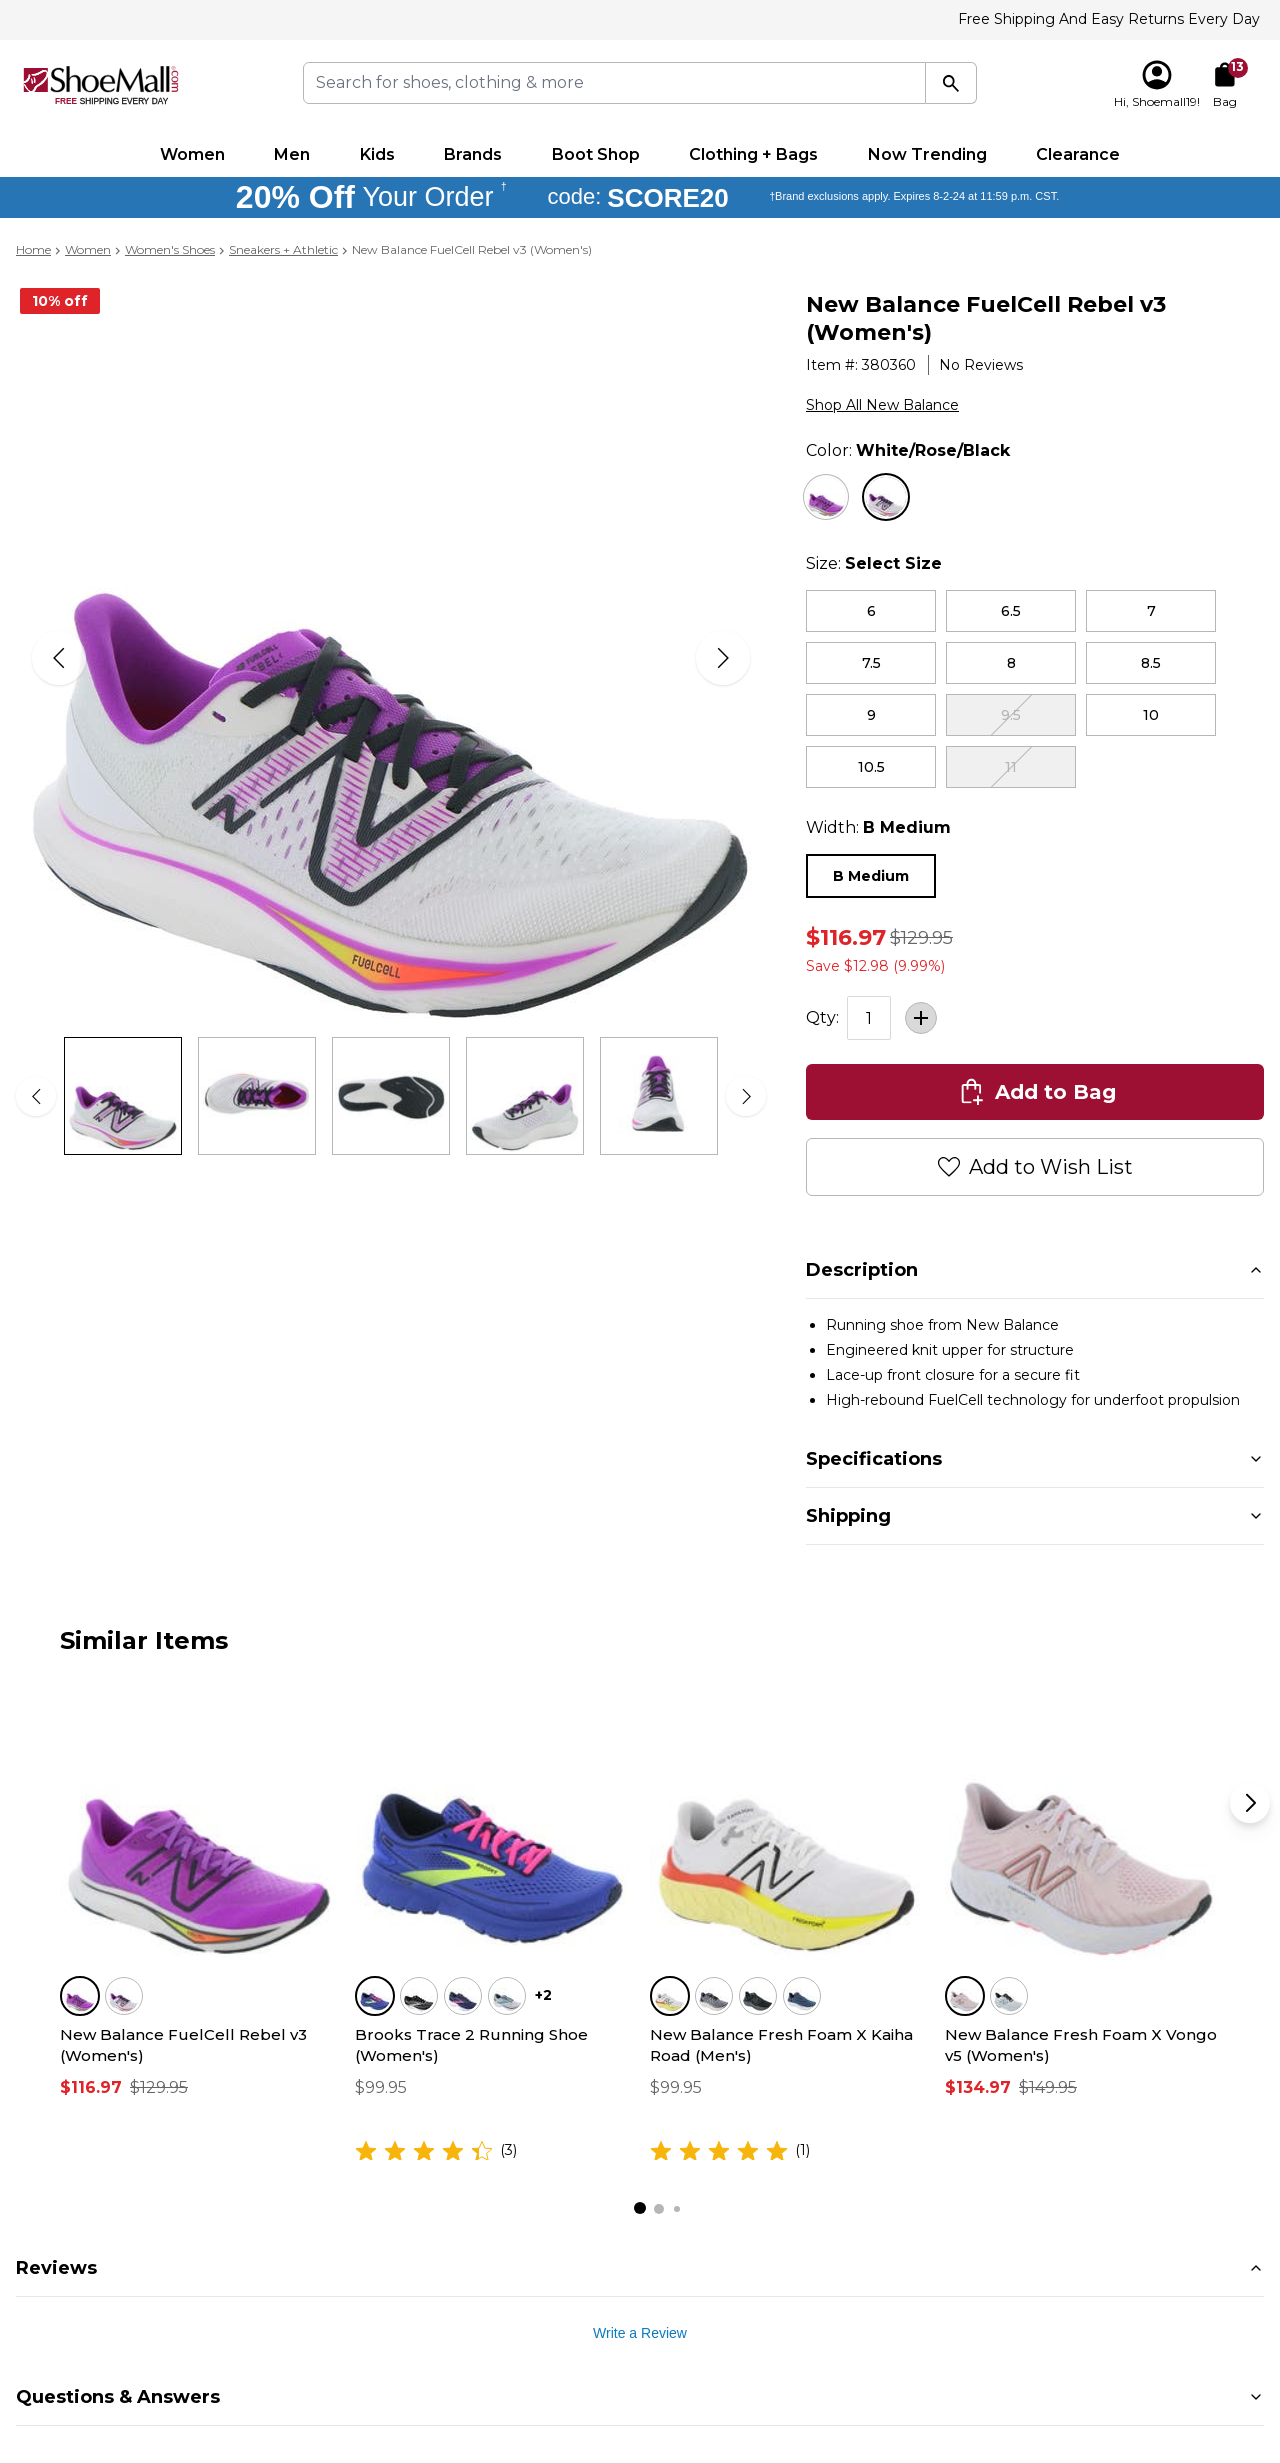 Free Shipping And Easy Returns Every Day
ShoeMall.com
FREE SHIPPING EVERY DAY
Search for shoes, clothing & more
13
Hi, Shoemall19!
Bag
Women
Men
Kids
Brands
Boot Shop
Clothing + Bags
Now Trending
Clearance
20% Off Your Order †
code: SCORE20
†Brand exclusions apply. Expires 8-2-24 at 11:59 p.m. CST.
Home > Women > Women's Shoes > Sneakers + Athletic > New Balance FuelCell Rebel v3 (Women's)
10% off
FUELCELL
REBEL
FUELCELL
New Balance FuelCell Rebel v3
(Women's)
Item #: 380360
No Reviews
Shop All New Balance
Color: White/Rose/Black
Size: Select Size
6
6.5
7
7.5
8
8.5
9
9.5
10
10.5
11
Width: B Medium
B Medium
$116.97 $129.95
Save $12.98 (9.99%)
Qty:
1
Add to Bag
Add to Wish List
Description
• Running shoe from New Balance
• Engineered knit upper for structure
• Lace-up front closure for a secure fit
• High-rebound FuelCell technology for underfoot propulsion
Specifications
Shipping
Similar Items
New Balance FuelCell Rebel v3
(Women's)
$116.97 $129.95
+2
Brooks Trace 2 Running Shoe
(Women's)
$99.95
(3)
New Balance Fresh Foam X Kaiha
Road (Men's)
$99.95
(1)
New Balance Fresh Foam X Vongo
v5 (Women's)
$134.97 $149.95
Reviews
Write a Review
Questions & Answers